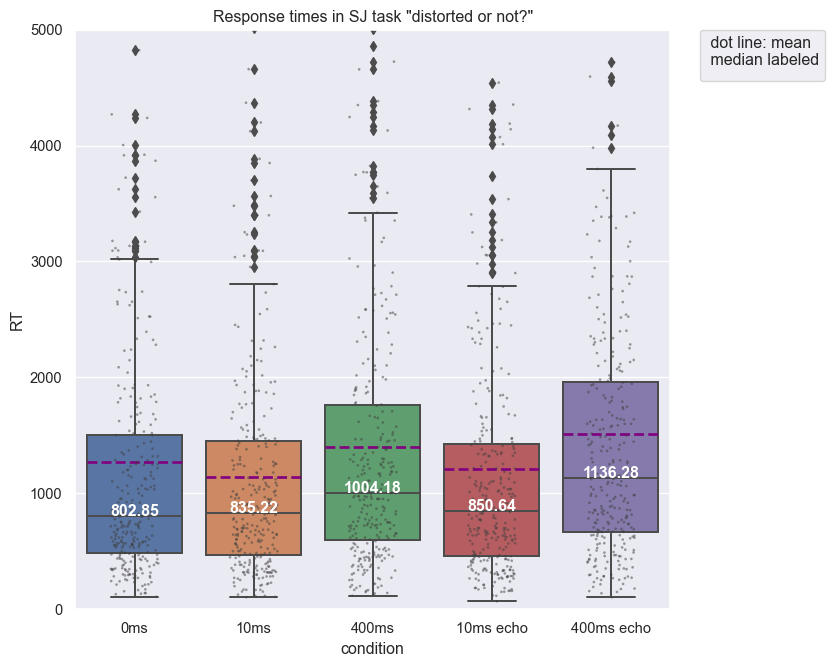 Response times in SJ task "distorted or not?"
dot line: mean
median labeled
5000
4000
3000
2000
1000
0
RT
802.85
835.22
1004.18
850.64
1136.28
0ms
10ms
400ms
10ms echo
400ms echo
condition